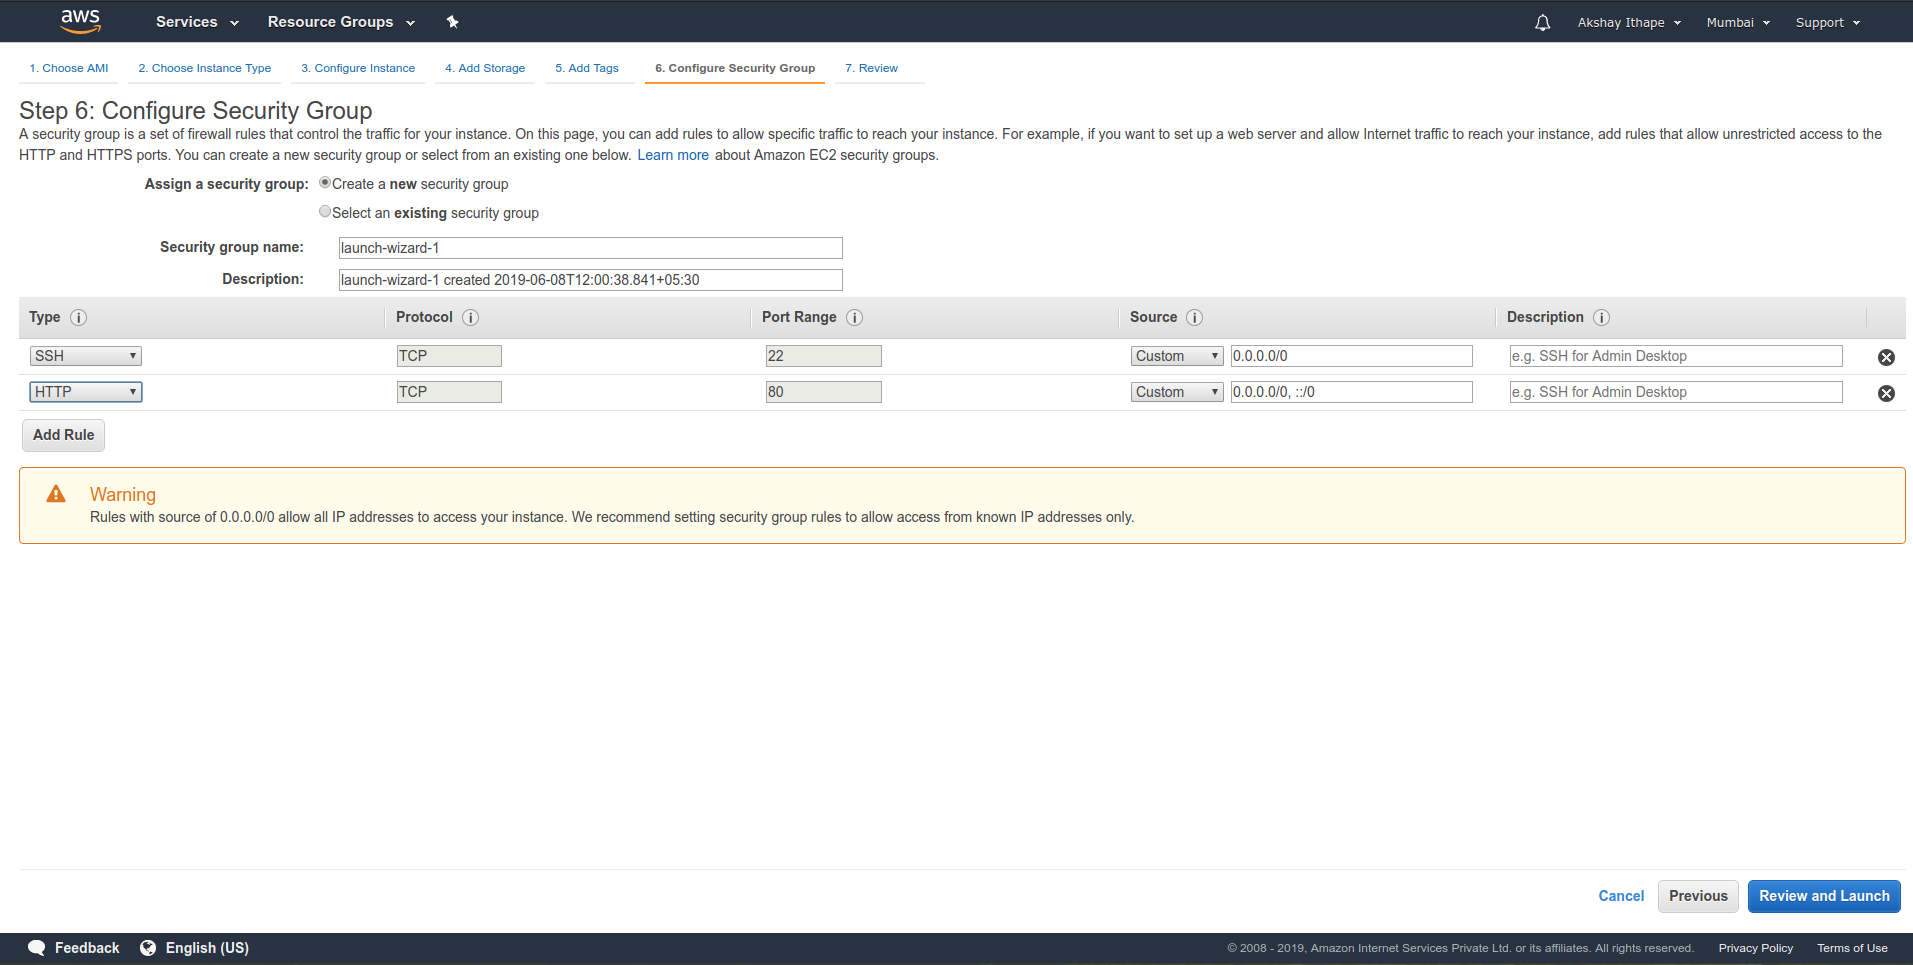 aws Services Resource Groups Akshay Ithape Mumbai Support
1. Choose AMI 2. Choose Instance Type 3. Configure Instance 4. Add Storage 5. Add Tags 6. Configure Security Group 7. Review
Step 6: Configure Security Group
A security group is a set of firewall rules that control the traffic for your instance. On this page, you can add rules to allow specific traffic to reach your instance. For example, if you want to set up a web server and allow Internet traffic to reach your instance, add rules that allow unrestricted access to the
HTTP and HTTPS ports. You can create a new security group or select from an existing one below. Learn more about Amazon EC2 security groups.
Assign a security group: Create a new security group
Select an existing security group
Security group name: launch-wizard-1
Description: launch-wizard-1 created 2019-06-08T12:00:38.841+05:30
Type i Protocol i Port Range i Source i Description i
SSH TCP 22 Custom 0.0.0.0/0 e.g. SSH for Admin Desktop
HTTP TCP 80 Custom 0.0.0.0/0, ::/0 e.g. SSH for Admin Desktop
Add Rule
Warning
Rules with source of 0.0.0.0/0 allow all IP addresses to access your instance. We recommend setting security group rules to allow access from known IP addresses only.
Cancel Previous Review and Launch
Feedback English (US) © 2008 - 2019, Amazon Internet Services Private Ltd. or its affiliates. All rights reserved. Privacy Policy Terms of Use